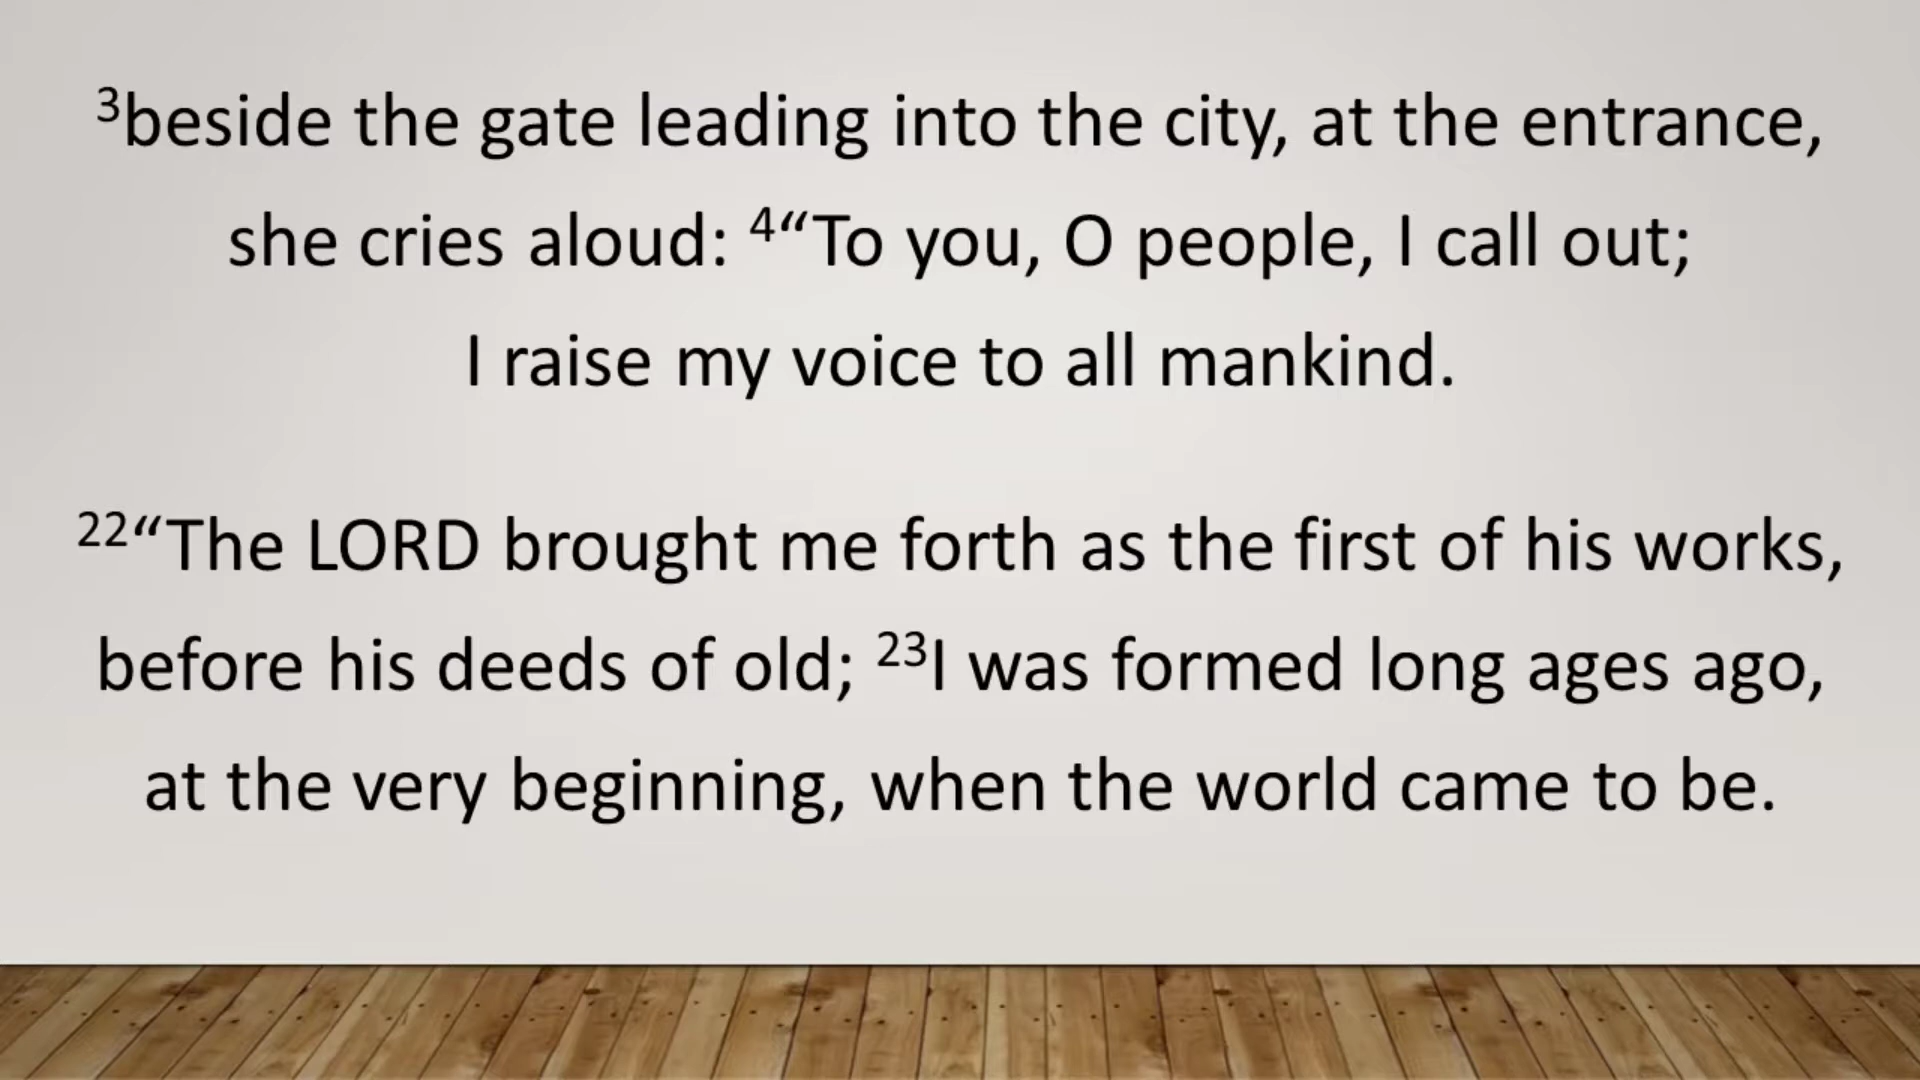 ³beside the gate leading into the city, at the entrance,
she cries aloud: ⁴“To you, O people, I call out;
I raise my voice to all mankind.
²²“The LORD brought me forth as the first of his works,
before his deeds of old; ²³I was formed long ages ago,
at the very beginning, when the world came to be.